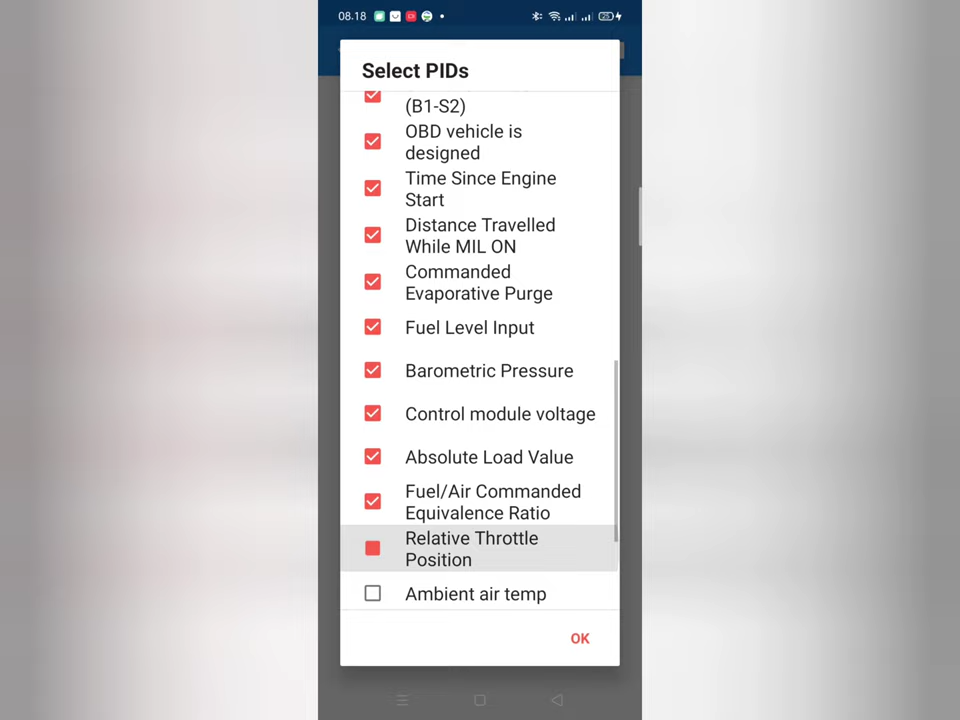 08.18
Select PIDs
(B1-S2)
OBD vehicle is
designed
Time Since Engine
Start
Distance Travelled
While MIL ON
Commanded
Evaporative Purge
Fuel Level Input
Barometric Pressure
Control module voltage
Absolute Load Value
Fuel/Air Commanded
Equivalence Ratio
Relative Throttle
Position
Ambient air temp
OK